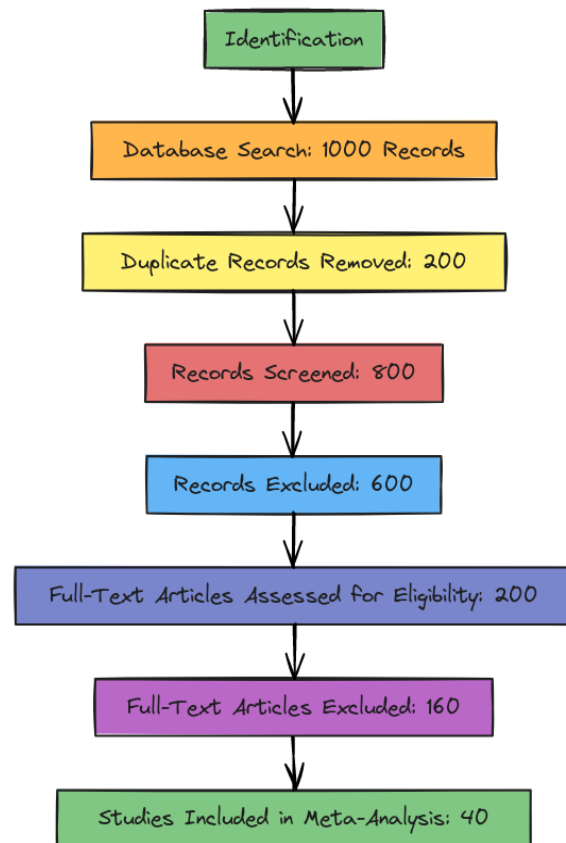 Identification
Database Search: 1000 Records
Duplicate Records Removed: 200
Records Screened: 800
Records Excluded: 600
Full-Text Articles Assessed for Eligibility: 200
Full-Text Articles Excluded: 160
Studies Included in Meta-Analysis: 40